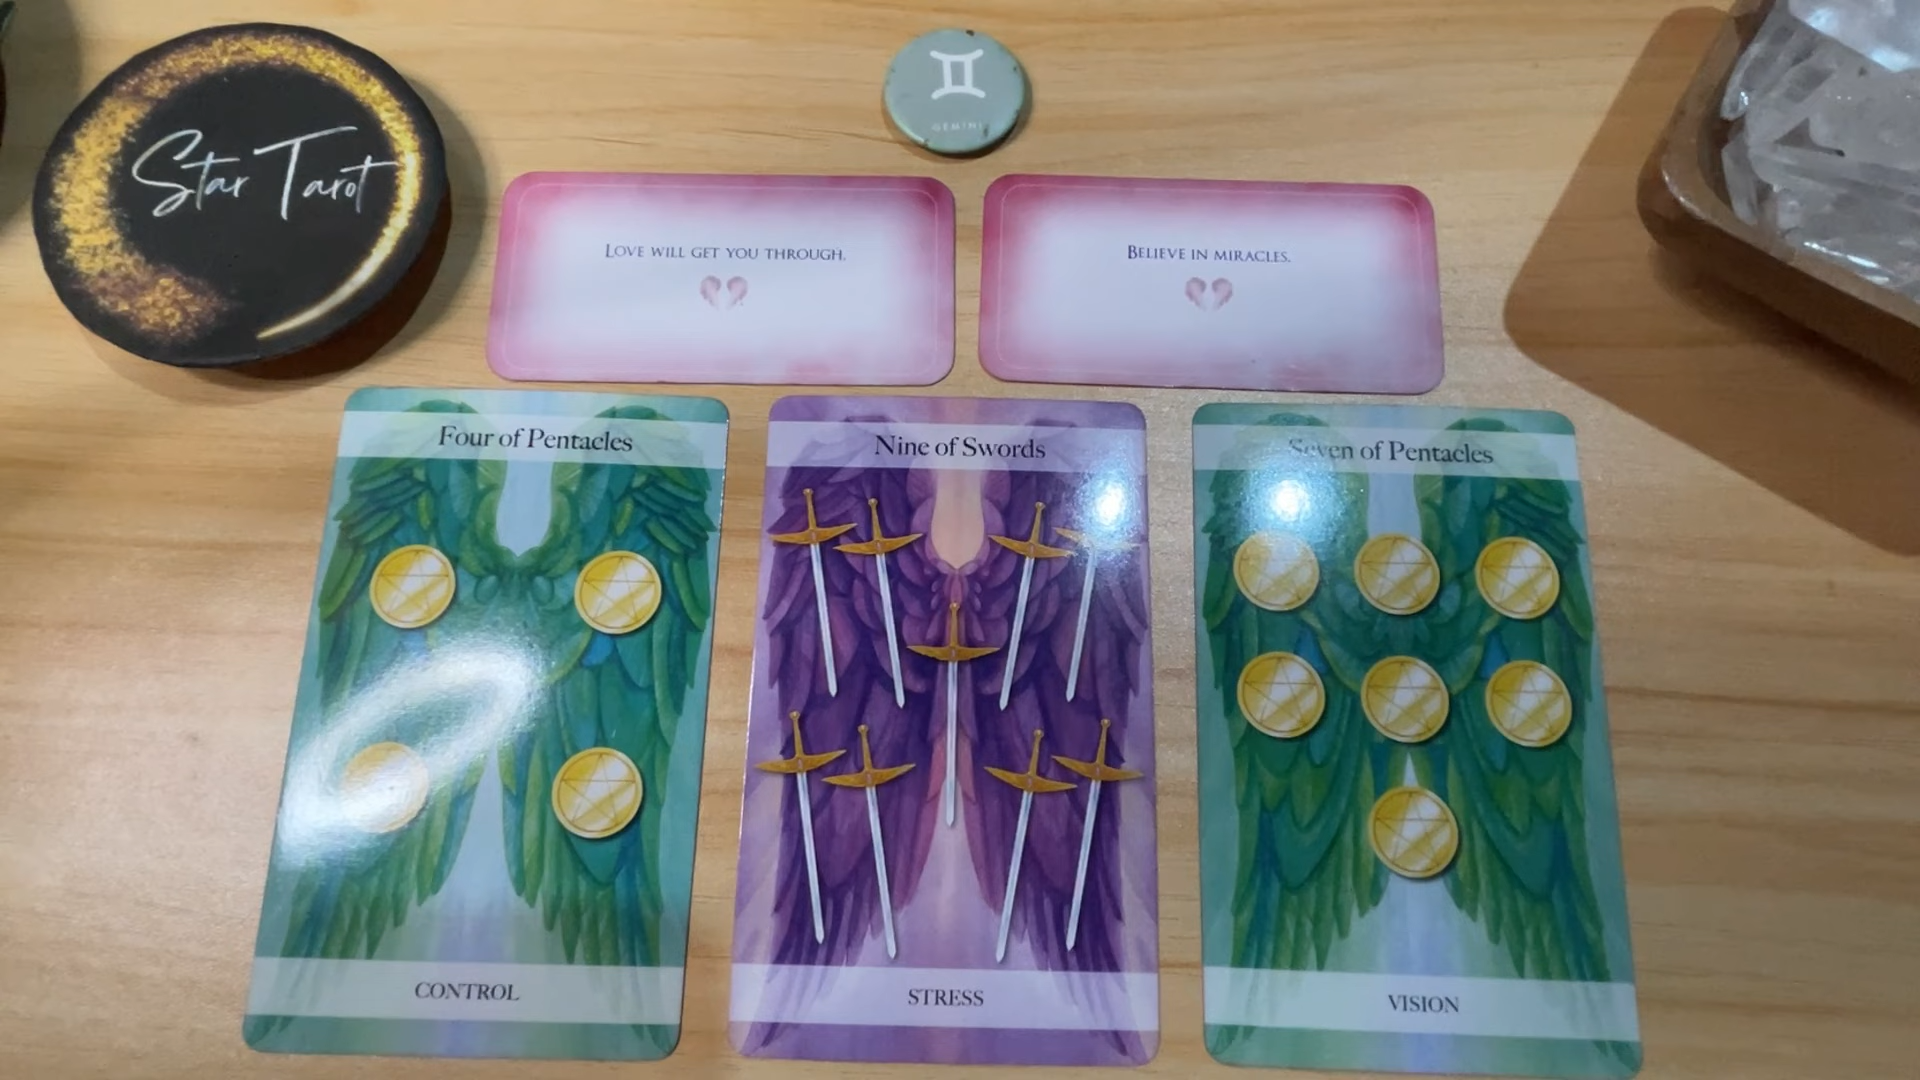 Star Tarot
GEMINI
LOVE WILL GET YOU THROUGH.
BELIEVE IN MIRACLES.
Four of Pentacles
Nine of Swords
Seven of Pentacles
CONTROL
STRESS
VISION